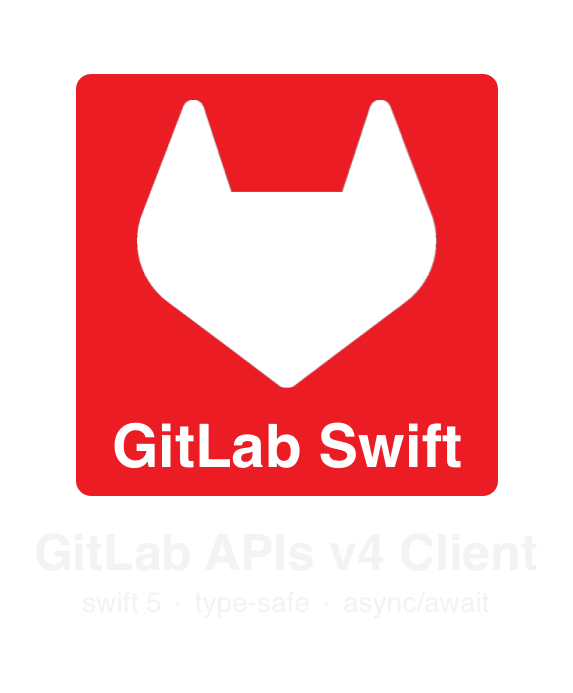 GitLab Swift
GitLab APIs v4 Client
swift 5 · type-safe · async/await